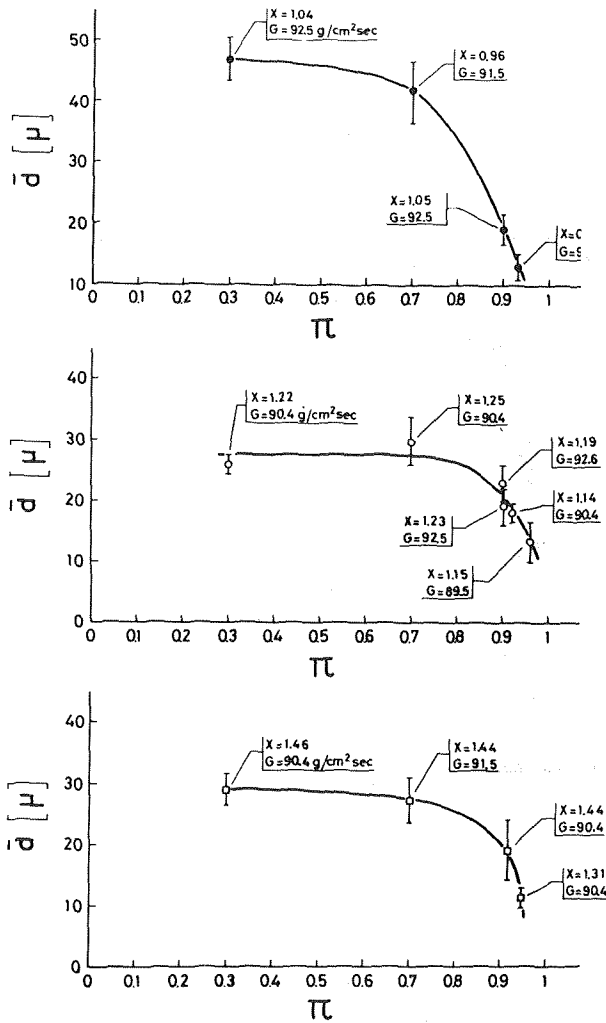 50
40
30
20
10
d̄ [μ]
X = 1.04
G = 92.5 g/cm²sec
X = 0.96
G = 91.5
X=1.05
G=92.5
0 0.1 0.2 0.3 0.4 0.5 0.6 0.7 0.8 0.9 1
π
40
30
20
10
0
d̄ [μ]
X = 1.22
G=90.4 g/cm²sec
X = 1.25
G=90.4
X = 1.19
G=92.6
X = 1.14
G=90.4
X = 1.23
G=92.5
X = 1.15
G=89.5
0 0.1 0.2 0.3 0.4 0.5 0.6 0.7 0.8 0.9 1
π
40
30
20
10
0
d̄ [μ]
X = 1.46
G=90.4 g/cm²sec
X = 1.44
G=91.5
X = 1.44
G=90.4
X = 1.31
G=90.4
0 0.1 0.2 0.3 0.4 0.5 0.6 0.7 0.8 0.9 1
π